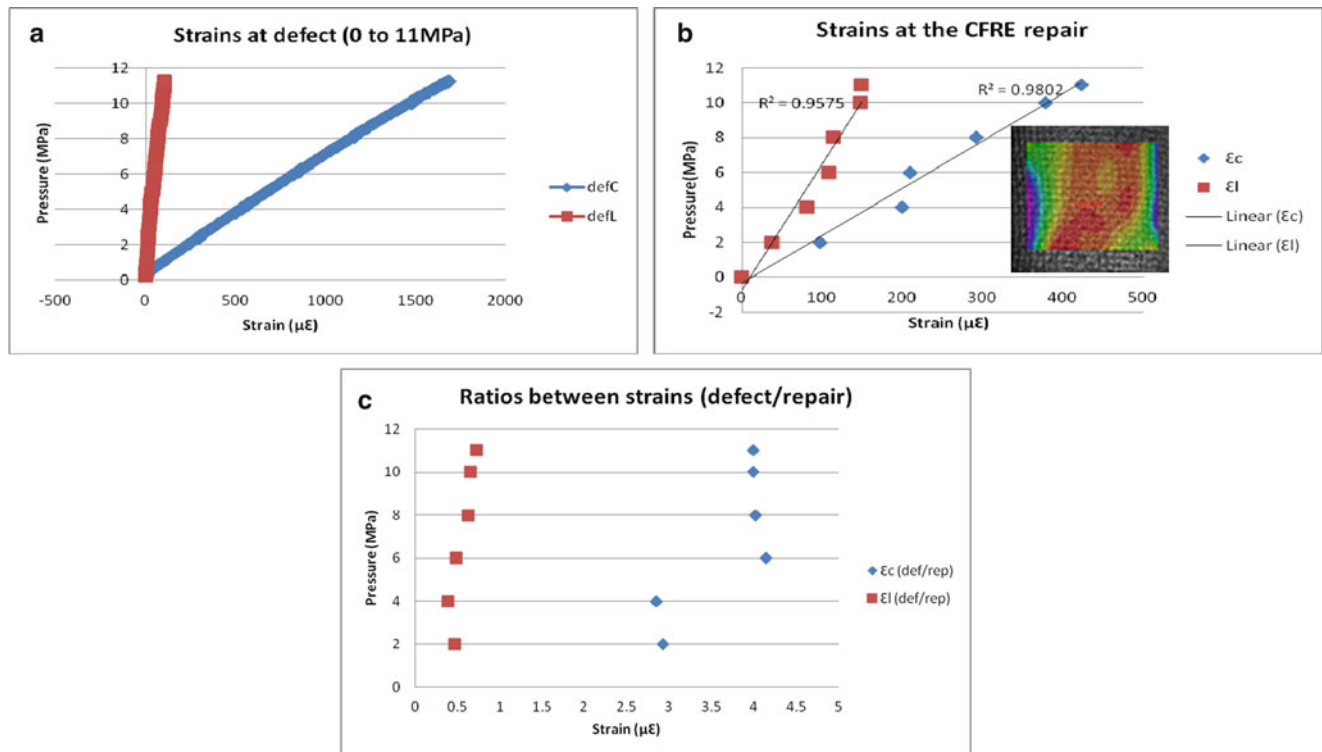 a
Strains at defect (0 to 11MPa)
12
10
8
6
4
2
0
Pressure (MPa)
-500 0 500 1000 1500 2000
Strain (με)
defC
defL
b
Strains at the CFRE repair
12
10
8
6
4
2
0
-2
Pressure(MPa)
R² = 0.9575
R² = 0.9802
0 100 200 300 400 500
Strain (με)
εc
εl
Linear (εc)
Linear (εl)
c
Ratios between strains (defect/repair)
12
10
8
6
4
2
0
Pressure (MPa)
0 0.5 1 1.5 2 2.5 3 3.5 4 4.5 5
Strain (με)
εc (def/rep)
εl (def/rep)